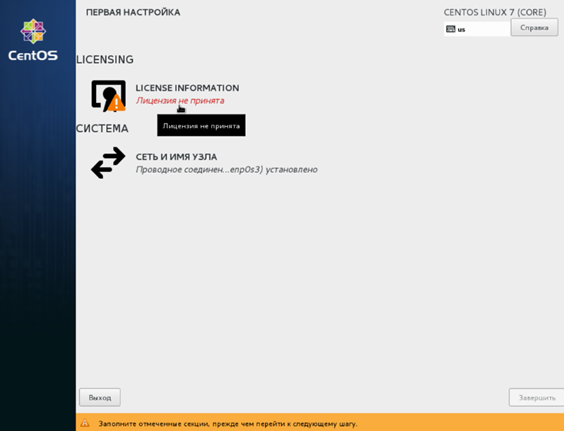 ПЕРВАЯ НАСТРОЙКА
CENTOS LINUX 7 (CORE)
us
Справка
CentOS
LICENSING
LICENSE INFORMATION
Лицензия не принята
Лицензия не принята
СИСТЕМА
СЕТЬ И ИМЯ УЗЛА
Проводное соединен...enp0s3) установлено
Выход
Завершить
Заполните отмеченные секции, прежде чем перейти к следующему шагу.